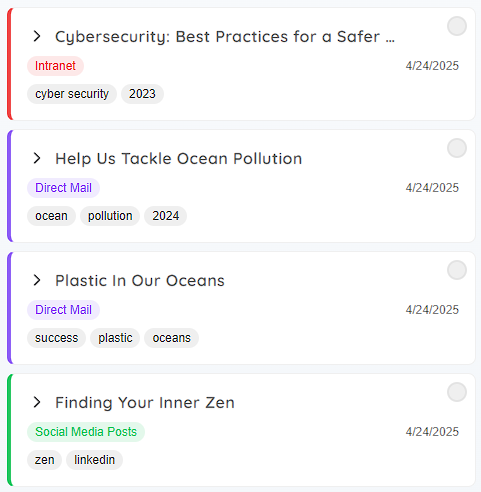 Cybersecurity: Best Practices for a Safer ...
Intranet 4/24/2025
cyber security 2023
Help Us Tackle Ocean Pollution
Direct Mail 4/24/2025
ocean pollution 2024
Plastic In Our Oceans
Direct Mail 4/24/2025
success plastic oceans
Finding Your Inner Zen
Social Media Posts 4/24/2025
zen linkedin